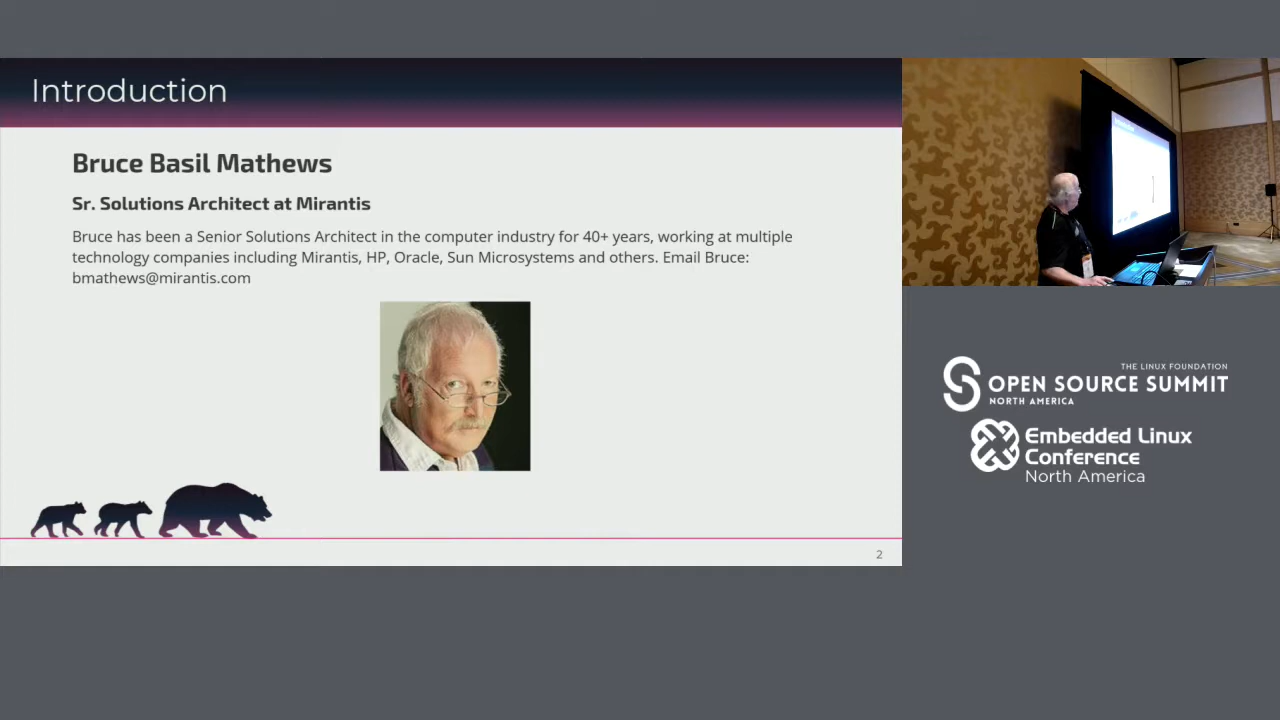 Introduction
Bruce Basil Mathews
Sr. Solutions Architect at Mirantis
Bruce has been a Senior Solutions Architect in the computer industry for 40+ years, working at multiple
technology companies including Mirantis, HP, Oracle, Sun Microsystems and others. Email Bruce:
bmathews@mirantis.com
2
THE LINUX FOUNDATION
OPEN SOURCE SUMMIT
NORTH AMERICA
Embedded Linux
Conference
North America